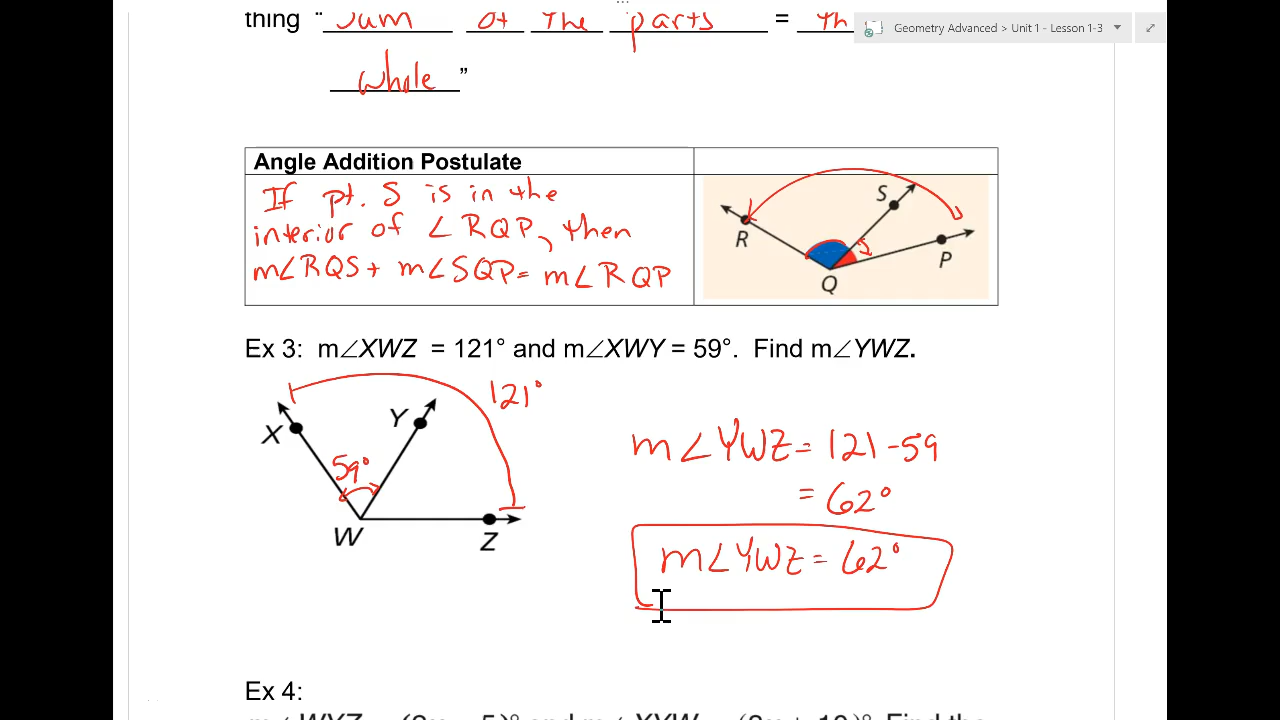 thing " Sum of the parts = th
Geometry Advanced > Unit 1 - Lesson 1-3
whole "
Angle Addition Postulate
If pt. S is in the
interior of ∠RQP, then
m∠RQS + m∠SQP = m∠RQP
R
S
P
Q
Ex 3: m∠XWZ = 121° and m∠XWY = 59°. Find m∠YWZ.
121°
X
Y
59°
W
Z
m∠YWZ = 121 - 59
= 62°
m∠YWZ = 62°
Ex 4: